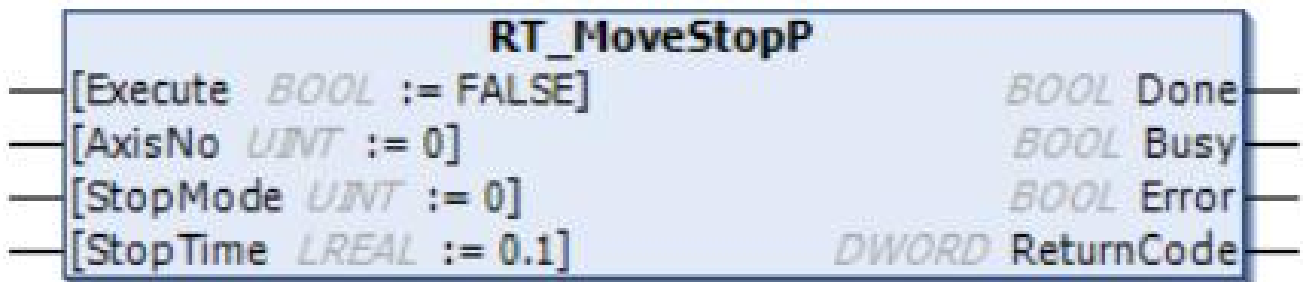 RT_MoveStopP
[Execute BOOL := FALSE] BOOL Done
[AxisNo UINT := 0] BOOL Busy
[StopMode UINT := 0] BOOL Error
[StopTime LREAL := 0.1] DWORD ReturnCode